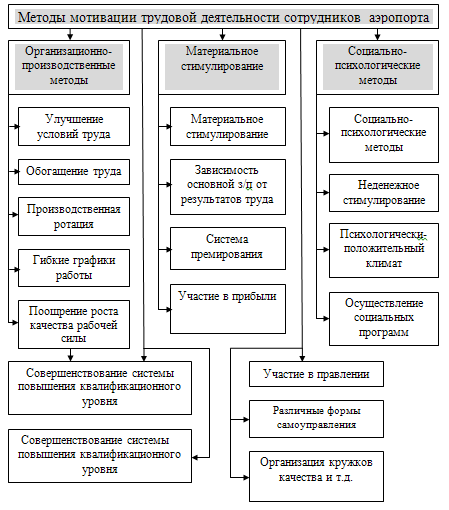 Методы мотивации трудовой деятельности сотрудников аэропорта
Организационно-
производственные
методы
Улучшение
условий труда
Обогащение труда
Производственная
ротация
Гибкие графики
работы
Поощрение роста
качества рабочей
силы
Материальное
стимулирование
Материальное
стимулирование
Зависимость
основной з/п от
результатов труда
Система
премирования
Участие в прибыли
Социально-
психологические
методы
Социально-
психологические
методы
Неденежное
стимулирование
Психологически-
положительный
климат
Осуществление
социальных
программ
Совершенствование системы
повышения квалификационного
уровня
Совершенствование системы
повышения квалификационного
уровня
Участие в правлении
Различные формы
самоуправления
Организация кружков
качества и т.д.